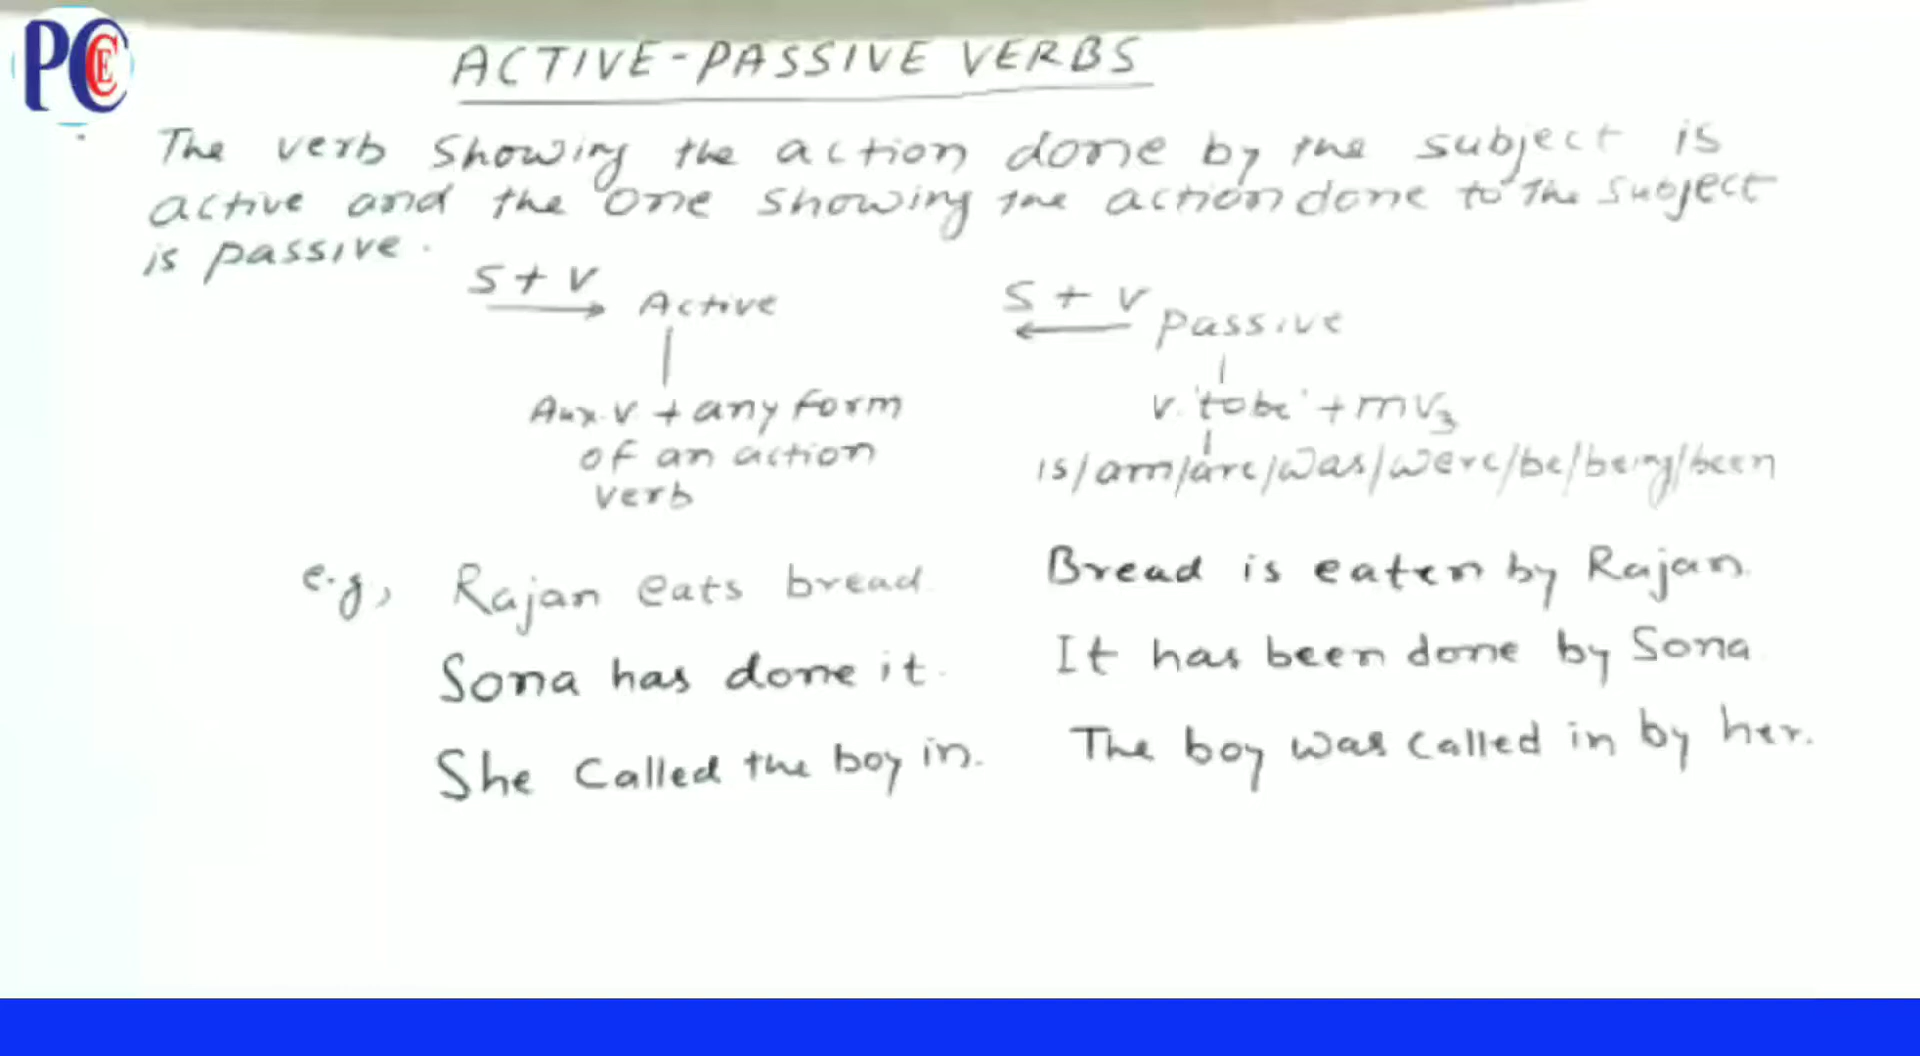 PCC E
ACTIVE-PASSIVE VERBS
The verb showing the action done by the subject is
active and the one showing the action done to the subject
is passive.
S + V Active
S + V Passive
Aux. V. + any form
of an action
verb
V. 'to be' + mv3
is/am/are/was/were/be/being/been
e.g., Rajan eats bread.
Bread is eaten by Rajan.
Sona has done it.
It has been done by Sona
She called the boy in.
The boy was called in by her.